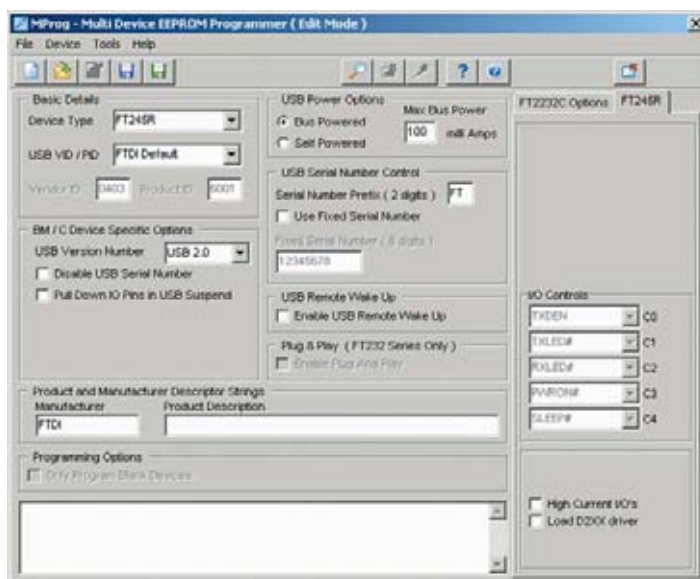 MProg - Multi Device EEPROM Programmer ( Edit Mode )
File Device Tools Help
Basic Details
Device Type FT245R
USB VID / PID FTDI Default
Vendor ID 0403 Product ID 6001
BM / C Device Specific Options
USB Version Number USB 2.0
Disable USB Serial Number
Pull Down IO Pins in USB Suspend
USB Power Options
Bus Powered
Self Powered
Max Bus Power
100 milli Amps
USB Serial Number Control
Serial Number Prefix ( 2 digits ) FT
Use Fixed Serial Number
Fixed Serial Number ( 8 digits )
12345678
USB Remote Wake Up
Enable USB Remote Wake Up
Plug & Play ( FT232 Series Only )
Enable Plug And Play
Product and Manufacturer Descriptor Strings
Manufacturer Product Description
FTDI
Programming Options
Only Program Blank Devices
FT2232C Options FT245R
I/O Controls
TXDEN C0
TXLED# C1
RXLED# C2
PWRON# C3
SLEEP# C4
High Current I/O's
Load D2XX driver